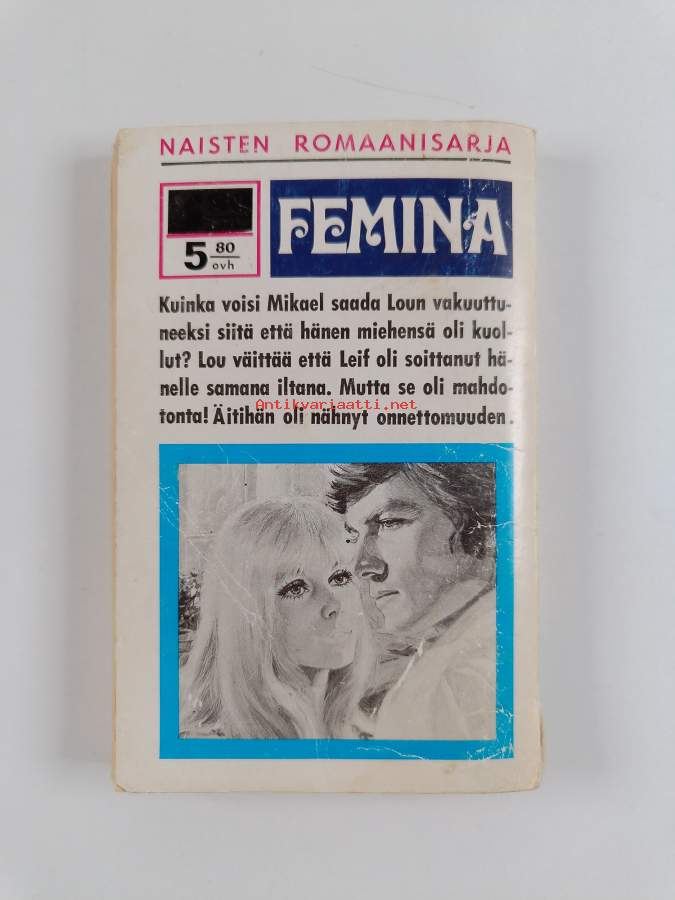 NAISTEN ROMAANISARJA
5 80 ovh
FEMINA
Kuinka voisi Mikael saada Loun vakuuttu-
neeksi siitä että hänen miehensä oli kuol-
lut? Lou väittää että Leif oli soittanut hä-
nelle samana iltana. Mutta se oli mahdo-
Antikvariaatti.net
tonta! Äitihän oli nähnyt onnettomuuden.